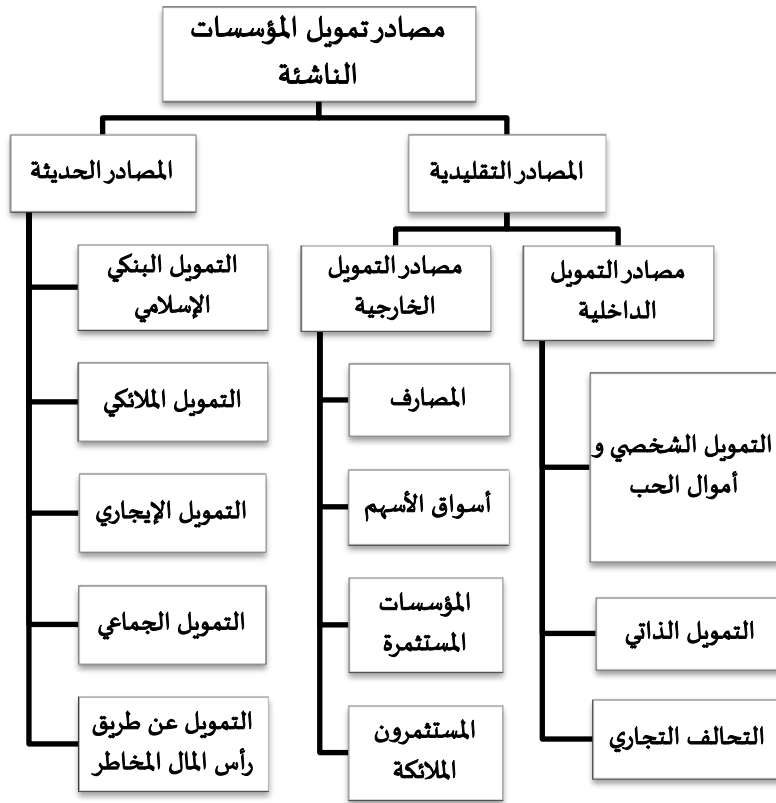 مصادر تمويل المؤسسات
الناشئة
المصادر التقليدية
المصادر الحديثة
مصادر التمويل
الداخلية
التمويل الشخصي و
أموال الحب
التمويل الذاتي
التحالف التجاري
مصادر التمويل
الخارجية
المصارف
أسواق الأسهم
المؤسسات
المستثمرة
المستثمرون
الملائكة
التمويل البنكي
الإسلامي
التمويل الملائكي
التمويل الإيجاري
التمويل الجماعي
التمويل عن طريق
رأس المال المخاطر